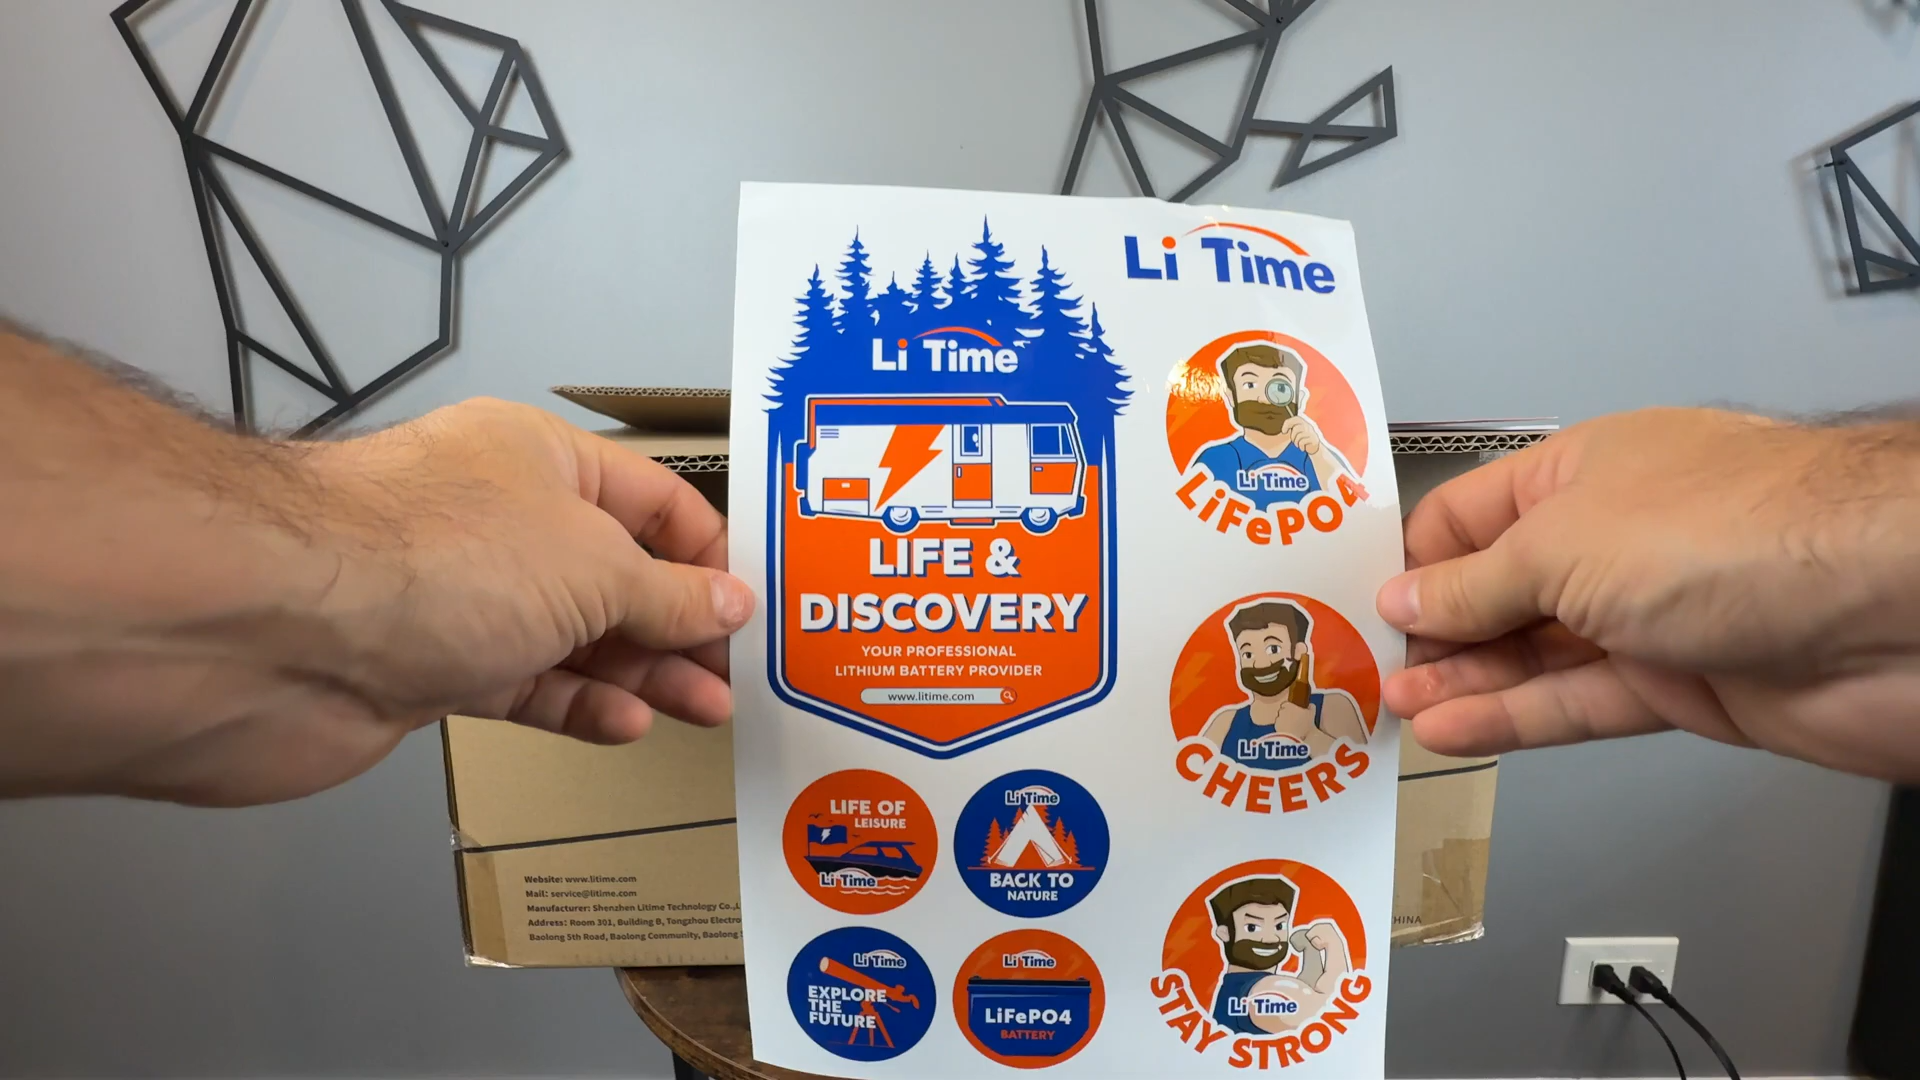 Li Time
Li Time
LIFE &
DISCOVERY
YOUR PROFESSIONAL
LITHIUM BATTERY PROVIDER
www.litime.com
Li Time
LiFePO4
Li Time
CHEERS
LIFE OF
LEISURE
Li Time
Li Time
BACK TO
NATURE
Li Time
EXPLORE
THE
FUTURE
Li Time
LiFePO4
BATTERY
Li Time
STAY STRONG
Website: www.litime.com
Mail: service@litime.com
Manufacturer: Shenzhen Litime Technology Co.,L
Address: Room 301, Building B, Tongzhou Electro
Baolong 5th Road, Baolong Community, Baolong
HINA